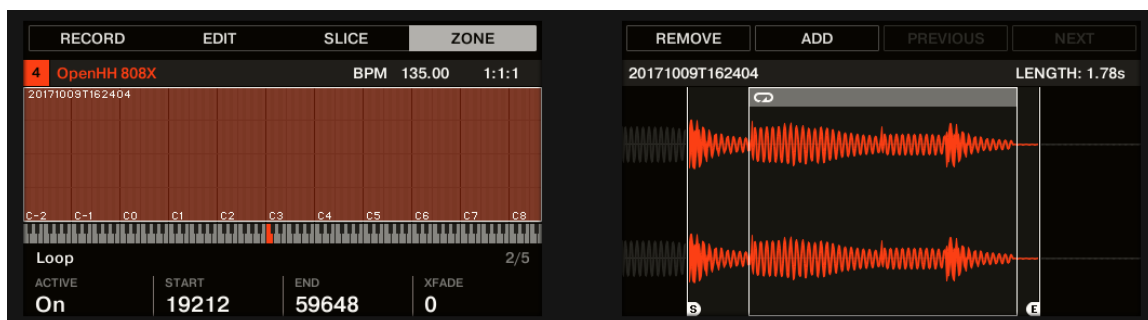 RECORD EDIT SLICE ZONE
4 OpenHH 808X BPM 135.00 1:1:1
20171009T162404
C-2 C-1 C0 C1 C2 C3 C4 C5 C6 C7 C8
Loop 2/5
ACTIVE START END XFADE
On 19212 59648 0
REMOVE ADD PREVIOUS NEXT
20171009T162404 LENGTH: 1.78s
S E